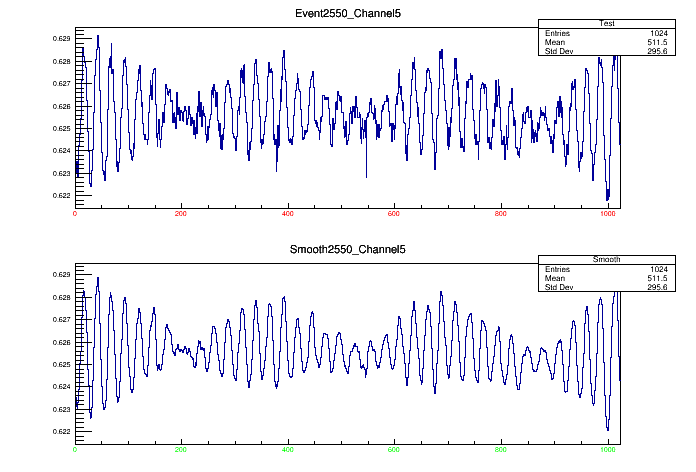 Event2550_Channel5
Test
Entries 1024
Mean 511.5
Std Dev 295.6
0.629
0.628
0.627
0.626
0.625
0.624
0.623
0.622
0 200 400 600 800 1000
Smooth2550_Channel5
Smooth
Entries 1024
Mean 511.5
Std Dev 295.6
0.629
0.628
0.627
0.626
0.625
0.624
0.623
0.622
0 200 400 600 800 1000